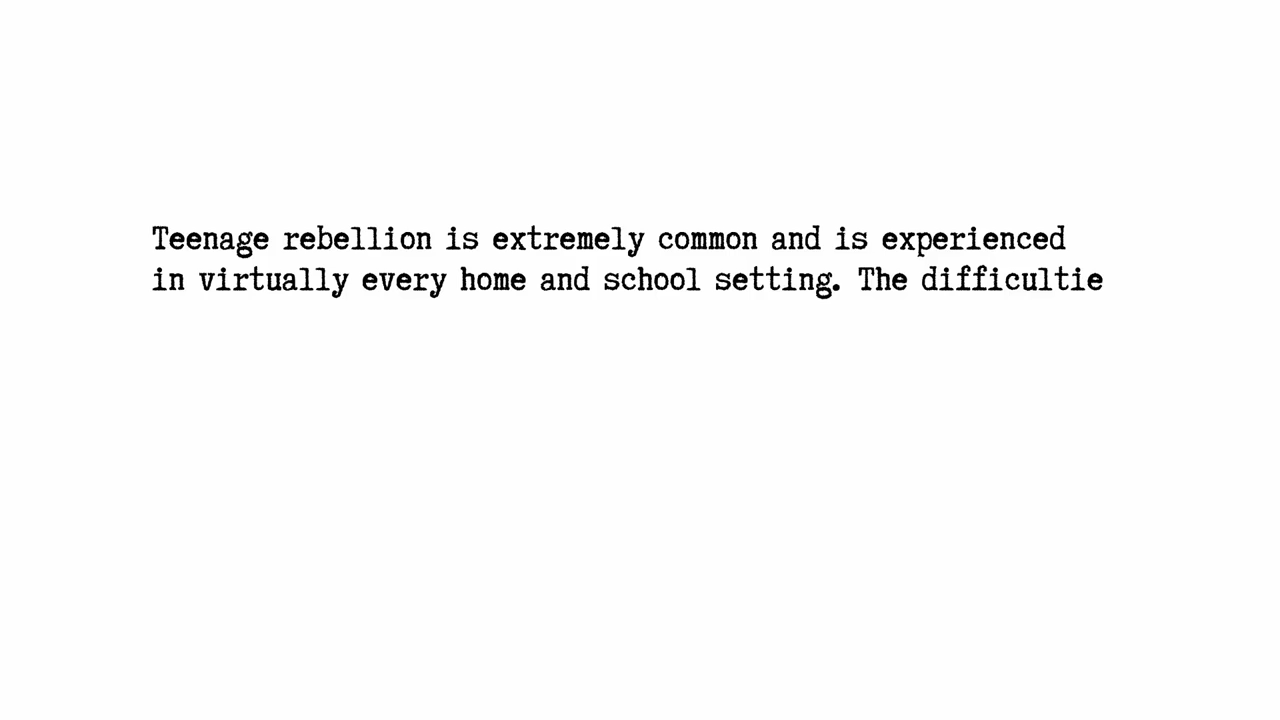 Teenage rebellion is extremely common and is experienced
in virtually every home and school setting. The difficultie